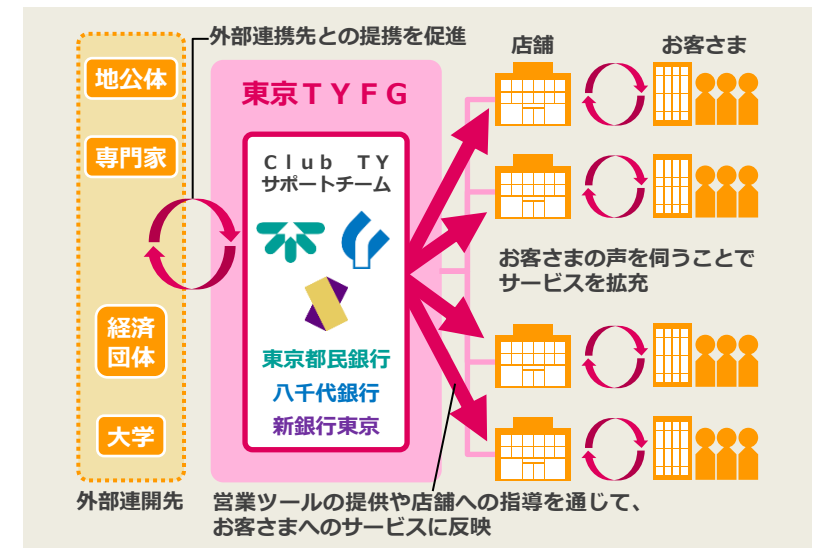 外部連携先との提携を促進
店舗
お客さま
地公体
専門家
経済
団体
大学
外部連開先
東京ＴＹＦＧ
Ｃｌｕｂ　ＴＹ
サポートチーム
東京都民銀行
八千代銀行
新銀行東京
お客さまの声を伺うことで
サービスを拡充
営業ツールの提供や店舗への指導を通じて、
お客さまへのサービスに反映